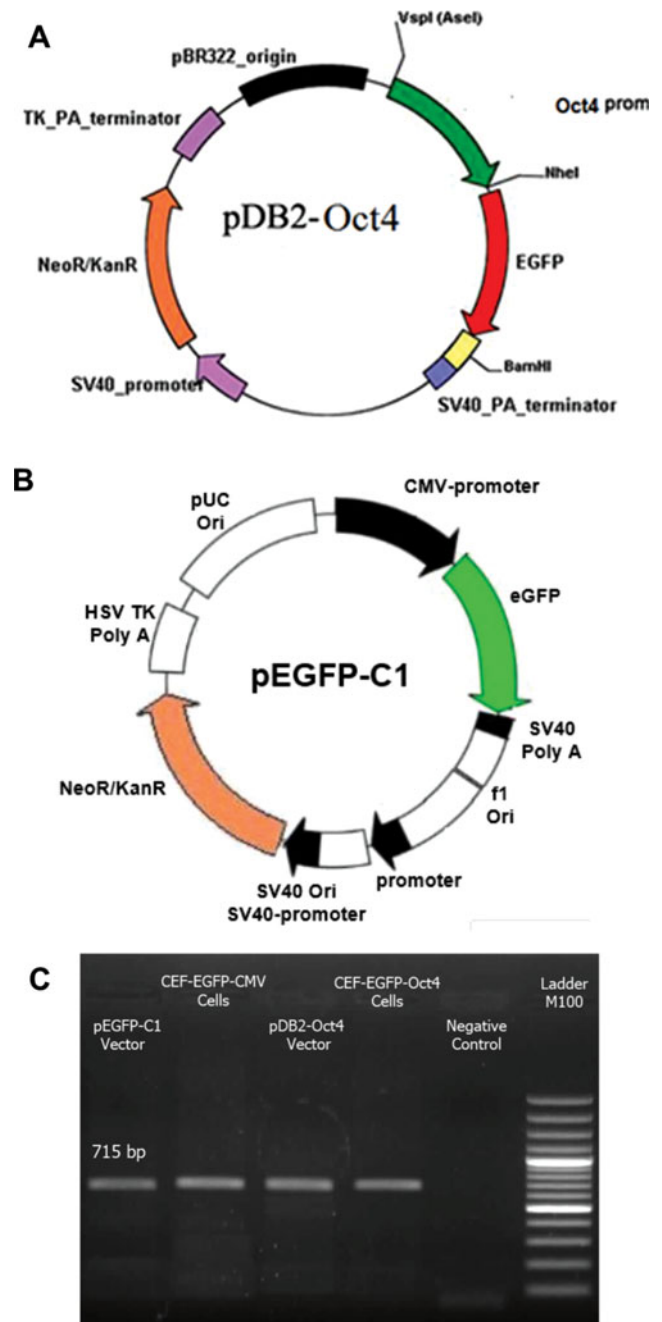 A
VspI (AseI)
pBR322_origin
Oct4 prom
TK_PA_terminator
NheI
pDB2-Oct4
NeoR/KanR
EGFP
BamHI
SV40_promoter
SV40_PA_terminator
B
CMV-promoter
pUC
Ori
eGFP
HSV TK
Poly A
pEGFP-C1
SV40
Poly A
NeoR/KanR
f1
Ori
promoter
SV40 Ori
SV40-promoter
C
CEF-EGFP-CMV
Cells
CEF-EGFP-Oct4
Cells
Ladder
M100
pEGFP-C1
Vector
pDB2-Oct4
Vector
Negative
Control
715 bp